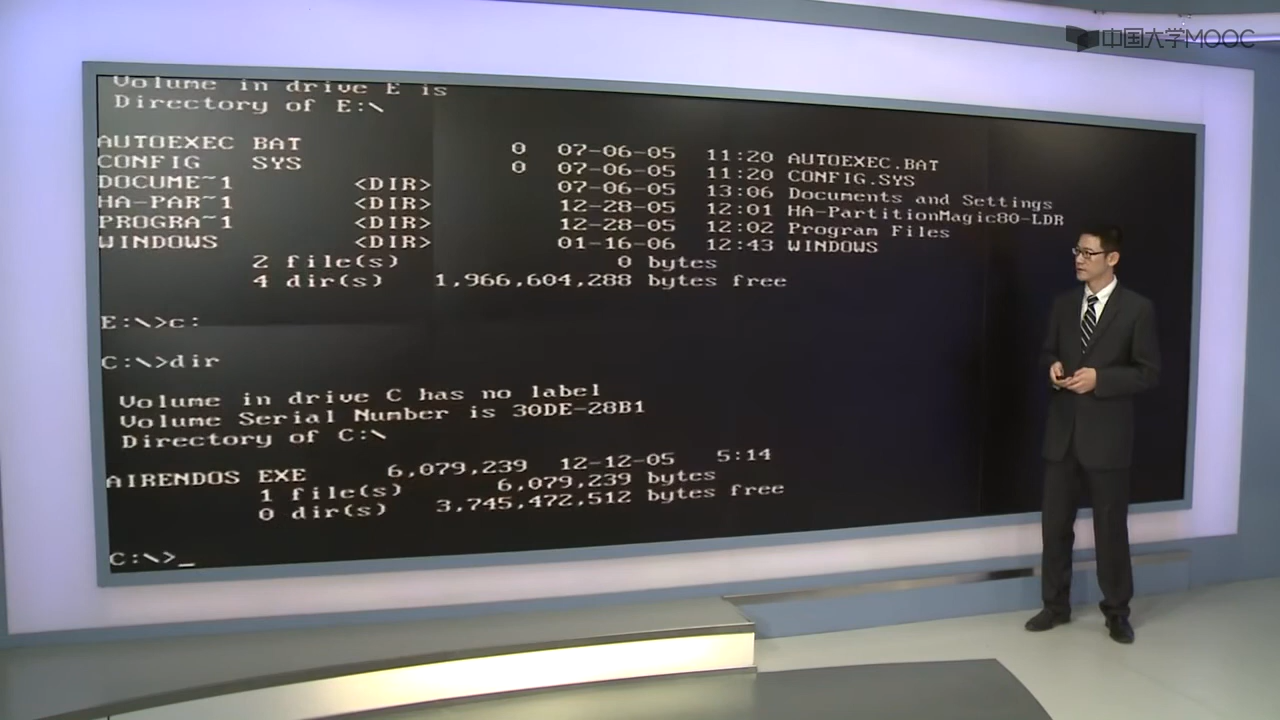 中国大学MOOC
Volume in drive E is
Directory of E:\
AUTOEXEC BAT 0 07-06-05 11:20 AUTOEXEC.BAT
CONFIG SYS 0 07-06-05 11:20 CONFIG.SYS
DOCUME~1 <DIR> 07-06-05 13:06 Documents and Settings
HA-PAR~1 <DIR> 12-28-05 12:01 HA-PartitionMagic80-LDR
PROGRA~1 <DIR> 12-28-05 12:02 Program Files
WINDOWS <DIR> 01-16-06 12:43 WINDOWS
2 file(s) 0 bytes
4 dir(s) 1,966,604,288 bytes free
E:\>c:
C:\>dir
Volume in drive C has no label
Volume Serial Number is 30DE-28B1
Directory of C:\
AIRENDOS EXE 6,079,239 12-12-05 5:14
1 file(s) 6,079,239 bytes
0 dir(s) 3,745,472,512 bytes free
C:\>_